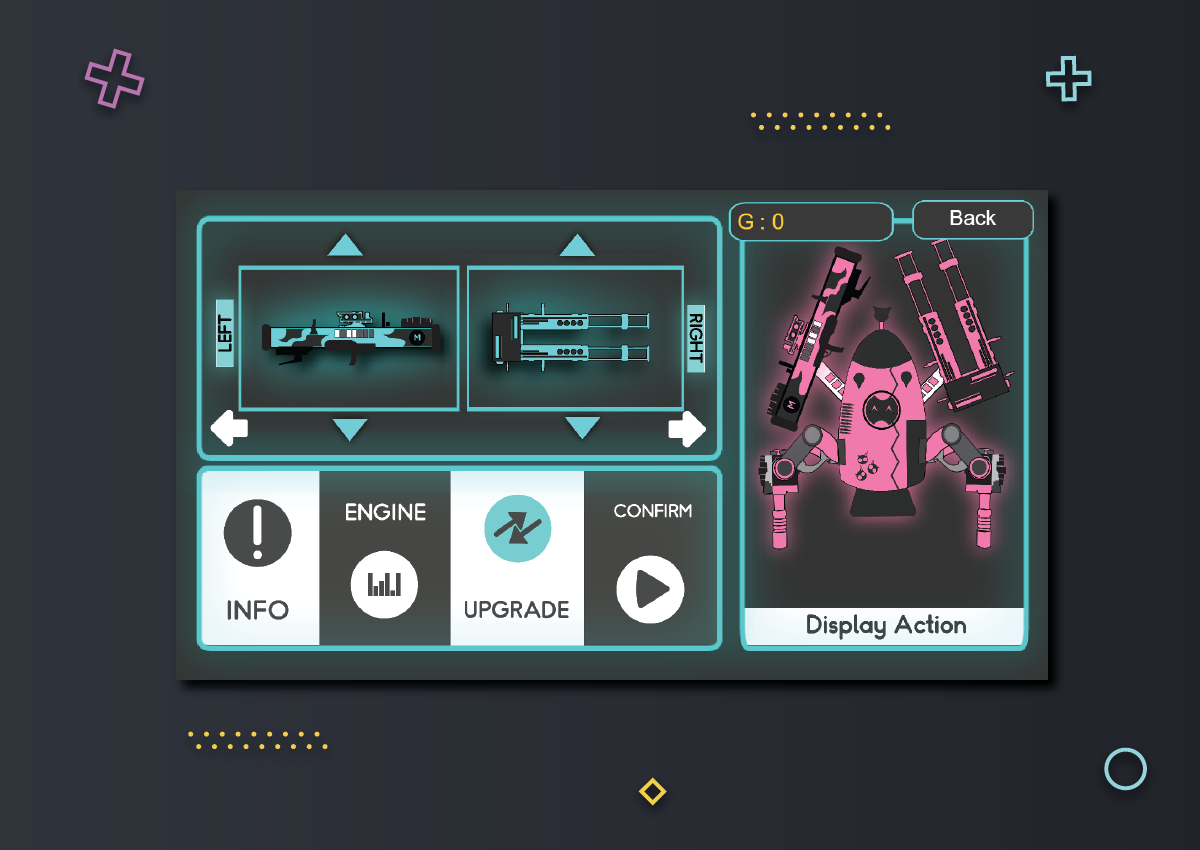 G : 0
Back
LEFT
M
RIGHT
M
ENGINE
CONFIRM
INFO
UPGRADE
Display Action